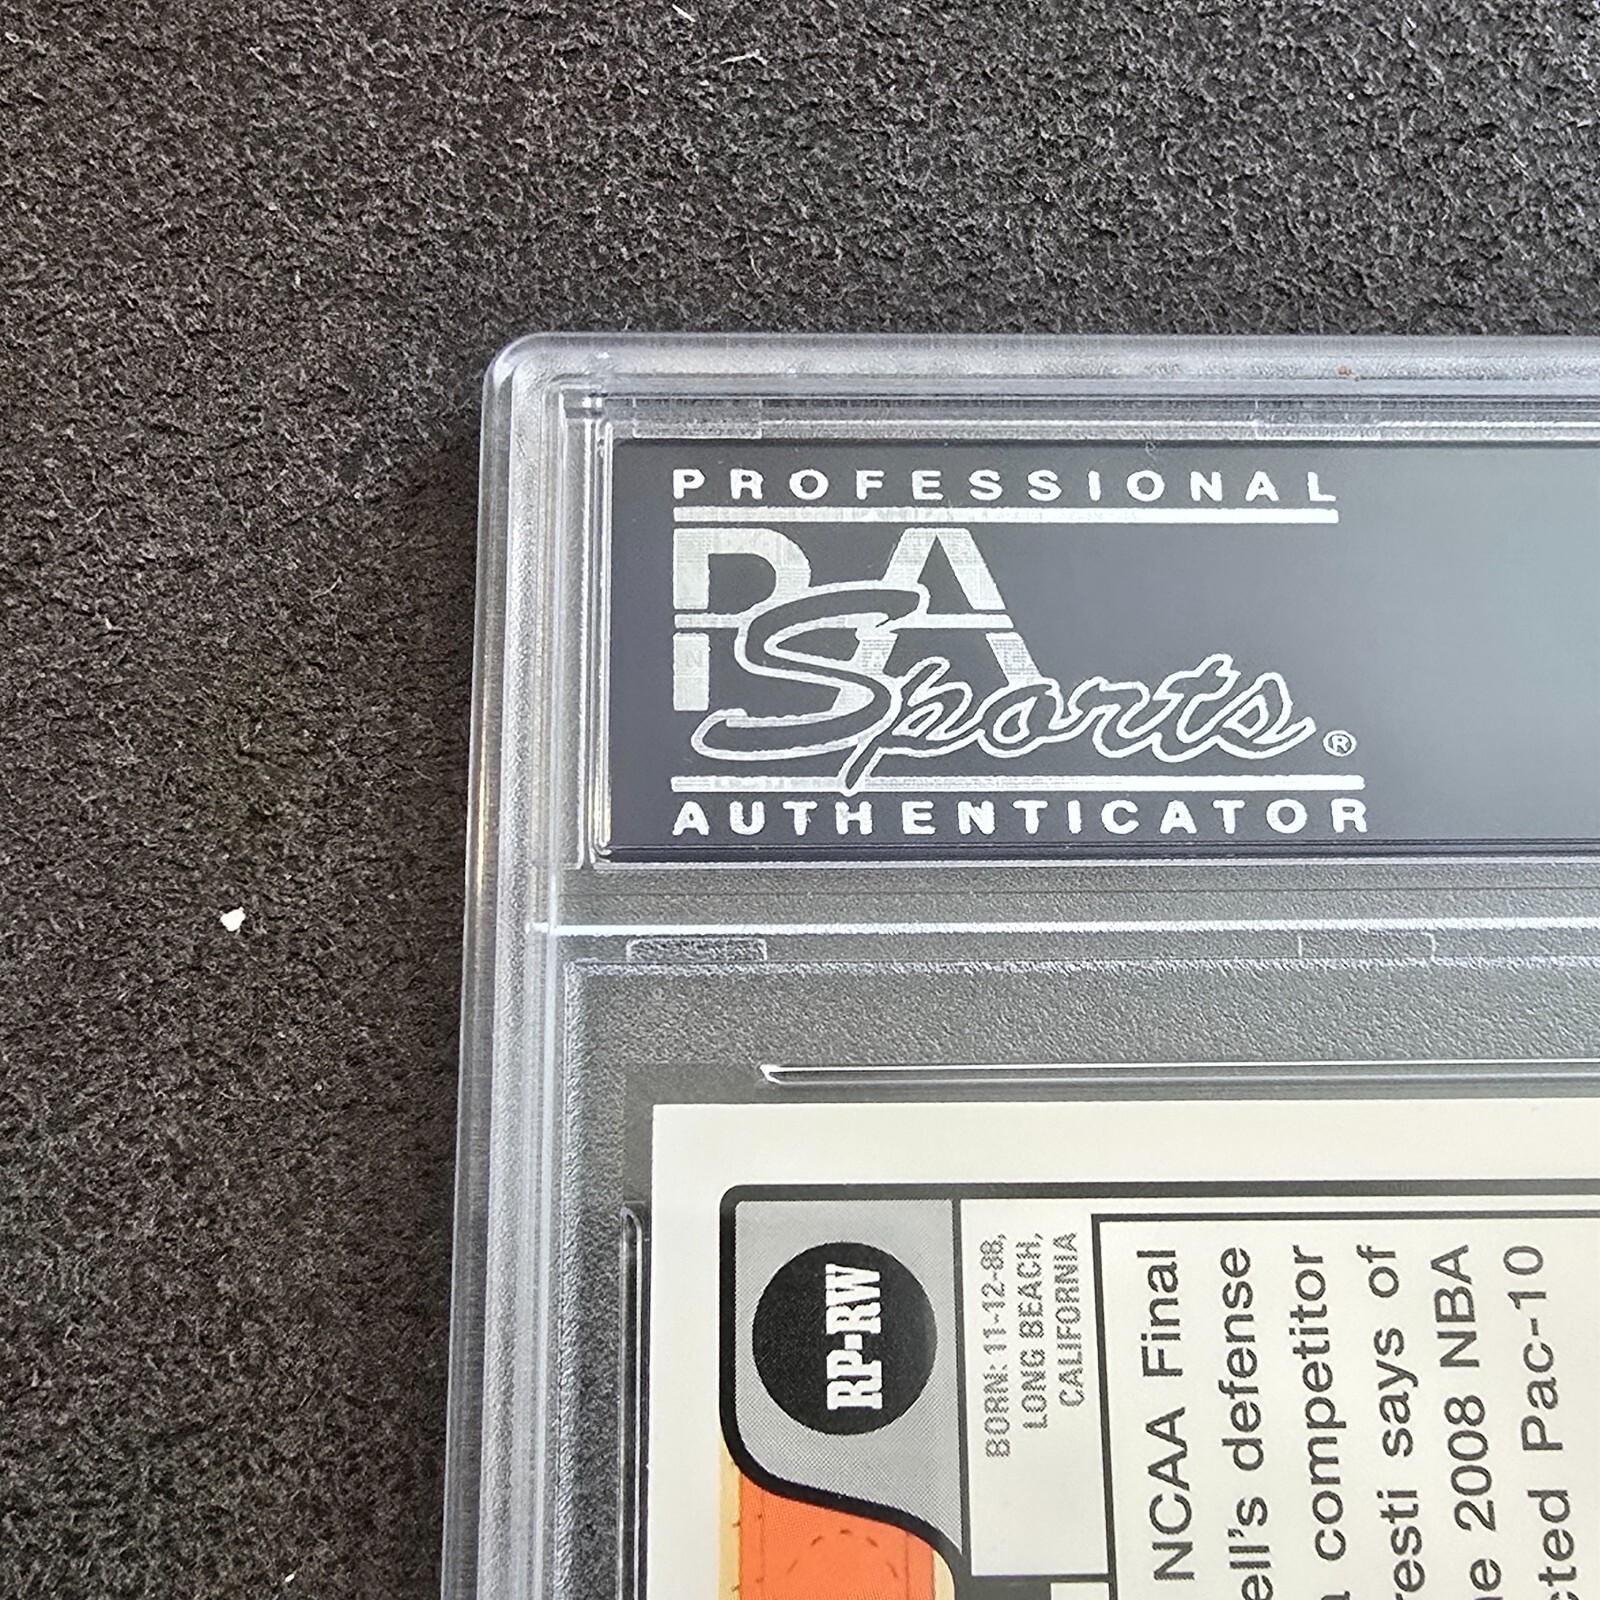 PROFESSIONAL
PSA
Sports®
AUTHENTICATOR
RP-RW
BORN: 11-12-88,
LONG BEACH,
CALIFORNIA
NCAA Final
ell's defense
a competitor
resti says of
ne 2008 NBA
cted Pac-10